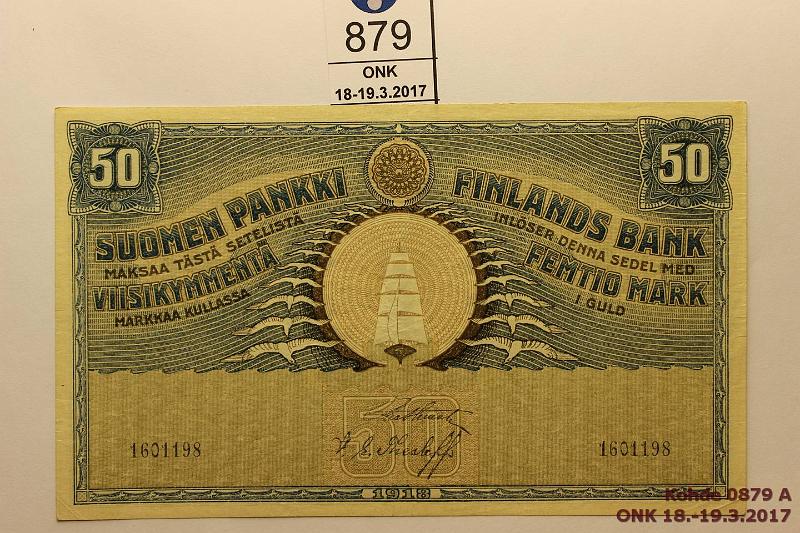 879
ONK
18-19.3.2017
50
50
SUOMEN PANKKI
MAKSAA TÄSTÄ SETELISTÄ
VIISIKYMMENTÄ
MARKKAA KULLASSA
FINLANDS BANK
INLÖSER DENNA SEDEL MED
FEMTIO MARK
I GULD
50
1601198
1601198
1918
Kohde 0879 A
ONK 18.-19.3.2017